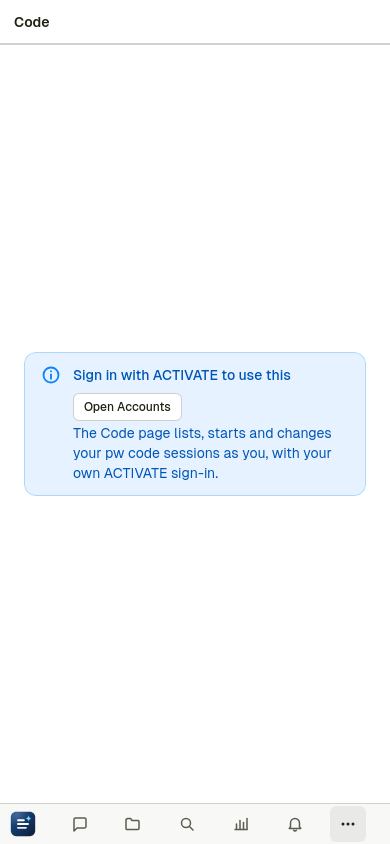 Code
Sign in with ACTIVATE to use this
Open Accounts
The Code page lists, starts and changes
your pw code sessions as you, with your
own ACTIVATE sign-in.